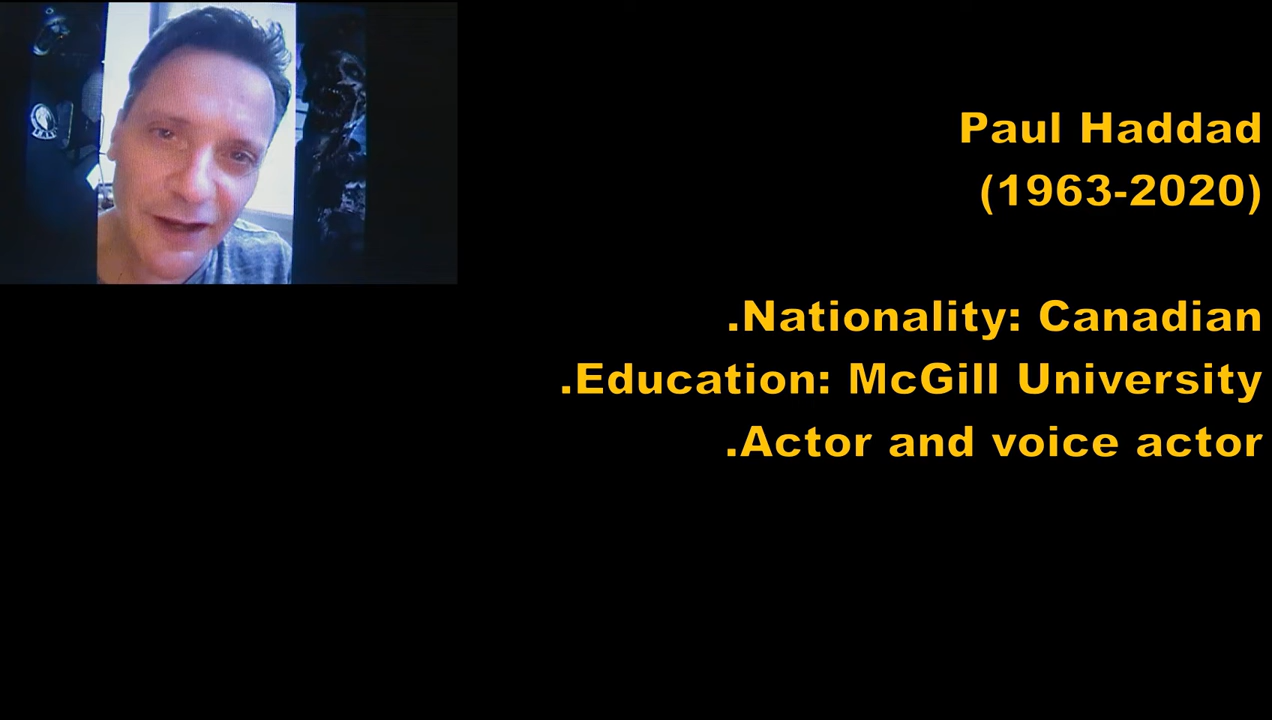 Paul Haddad
(1963-2020)
.Nationality: Canadian
.Education: McGill University
.Actor and voice actor